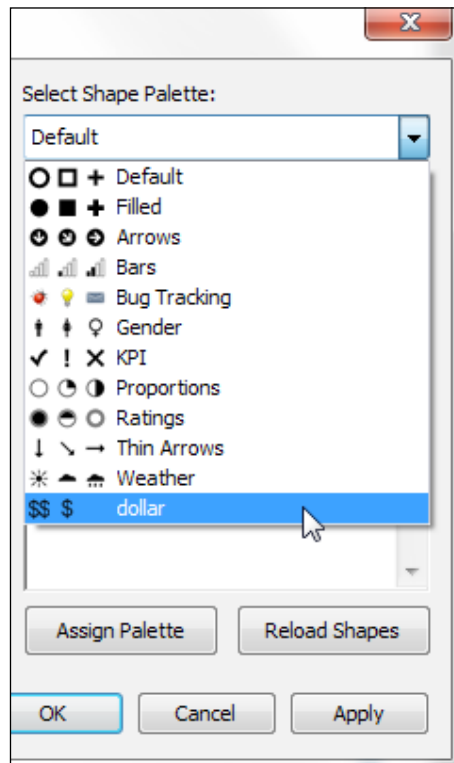 Select Shape Palette:
Default
Default
Filled
Arrows
Bars
Bug Tracking
Gender
KPI
Proportions
Ratings
Thin Arrows
Weather
$$ $ dollar
Assign Palette Reload Shapes
OK Cancel Apply